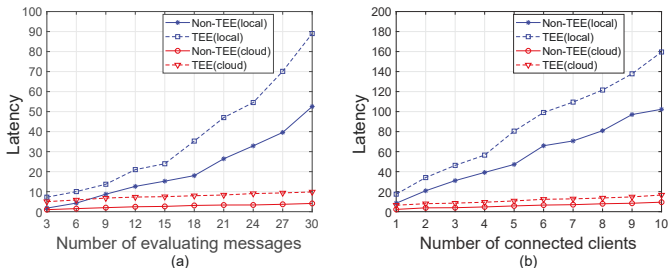 100
90
80
70
60
50
40
30
20
10
0
Latency
Non-TEE(local)
TEE(local)
Non-TEE(cloud)
TEE(cloud)
3 6 9 12 15 18 21 24 27 30
Number of evaluating messages
(a)
200
180
160
140
120
100
80
60
40
20
0
Latency
Non-TEE(local)
TEE(local)
Non-TEE(cloud)
TEE(cloud)
1 2 3 4 5 6 7 8 9 10
Number of connected clients
(b)